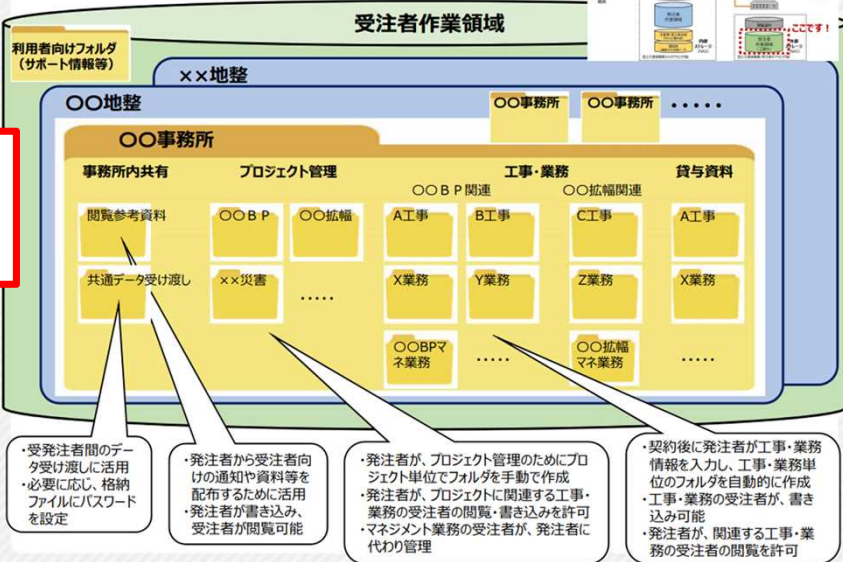 受注者作業領域
ここです！
利用者向けフォルダ
（サポート情報等）
××地整
〇〇地整
〇〇事務所
〇〇事務所
・・・・・
〇〇事務所
事務所内共有
プロジェクト管理
工事・業務
貸与資料
〇〇ＢＰ関連
〇〇拡幅関連
閲覧参考資料
〇〇ＢＰ
〇〇拡幅
A工事
B工事
C工事
A工事
共通データ受け渡し
××災害
・・・・・
X業務
Y業務
Z業務
X業務
〇〇BPマ
ネ業務
・・・・・
〇〇拡幅
マネ業務
・・・・・
・受発注者間のデー
タ受け渡しに活用
・必要に応じ、格納
ファイルにパスワード
を設定
・発注者から受注者向
けの通知や資料等を
配布するために活用
・発注者が書き込み、
受注者が閲覧可能
・発注者が、プロジェクト管理のためにプロ
ジェクト単位でフォルダを手動で作成
・発注者が、プロジェクトに関連する工事・
業務の受注者の閲覧・書き込みを許可
・マネジメント業務の受注者が、発注者に
代わり管理
・契約後に発注者が工事・業務
情報を入力し、工事・業務単
位のフォルダを自動的に作成
・工事・業務の受注者が、書き
込み可能
・発注者が、関連する工事・業
務の受注者の閲覧を許可